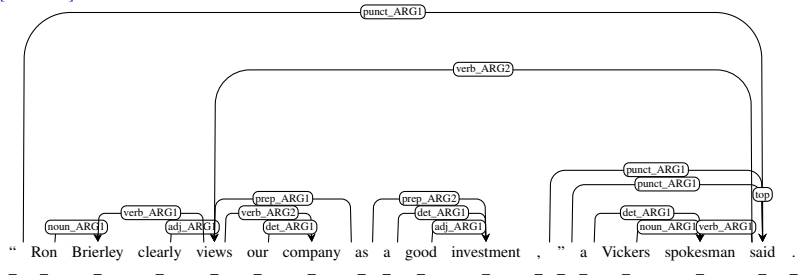 punct_ARG1
verb_ARG2
punct_ARG1
prep_ARG1 prep_ARG2 punct_ARG1
top
verb_ARG1 verb_ARG2 det_ARG1 det_ARG1
noun_ARG1 adj_ARG1 det_ARG1 adj_ARG1 noun_ARG1 verb_ARG1
“ Ron Brierley clearly views our company as a good investment , ” a Vickers spokesman said .